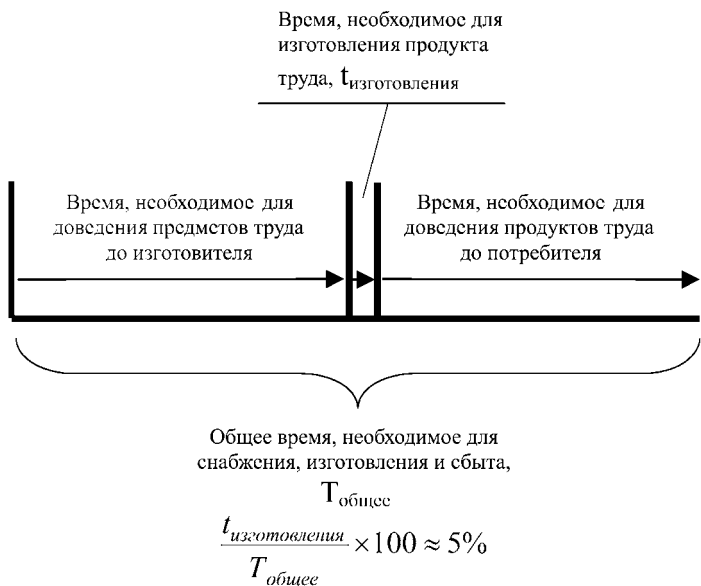 Время, необходимое для
изготовления продукта
труда, tизготовления
Время, необходимое для
доведения предметов труда
до изготовителя
Время, необходимое для
доведения продуктов труда
до потребителя
Общее время, необходимое для
снабжения, изготовления и сбыта,
Tобщее
tизготовления
Tобщее
×100 ≈ 5%